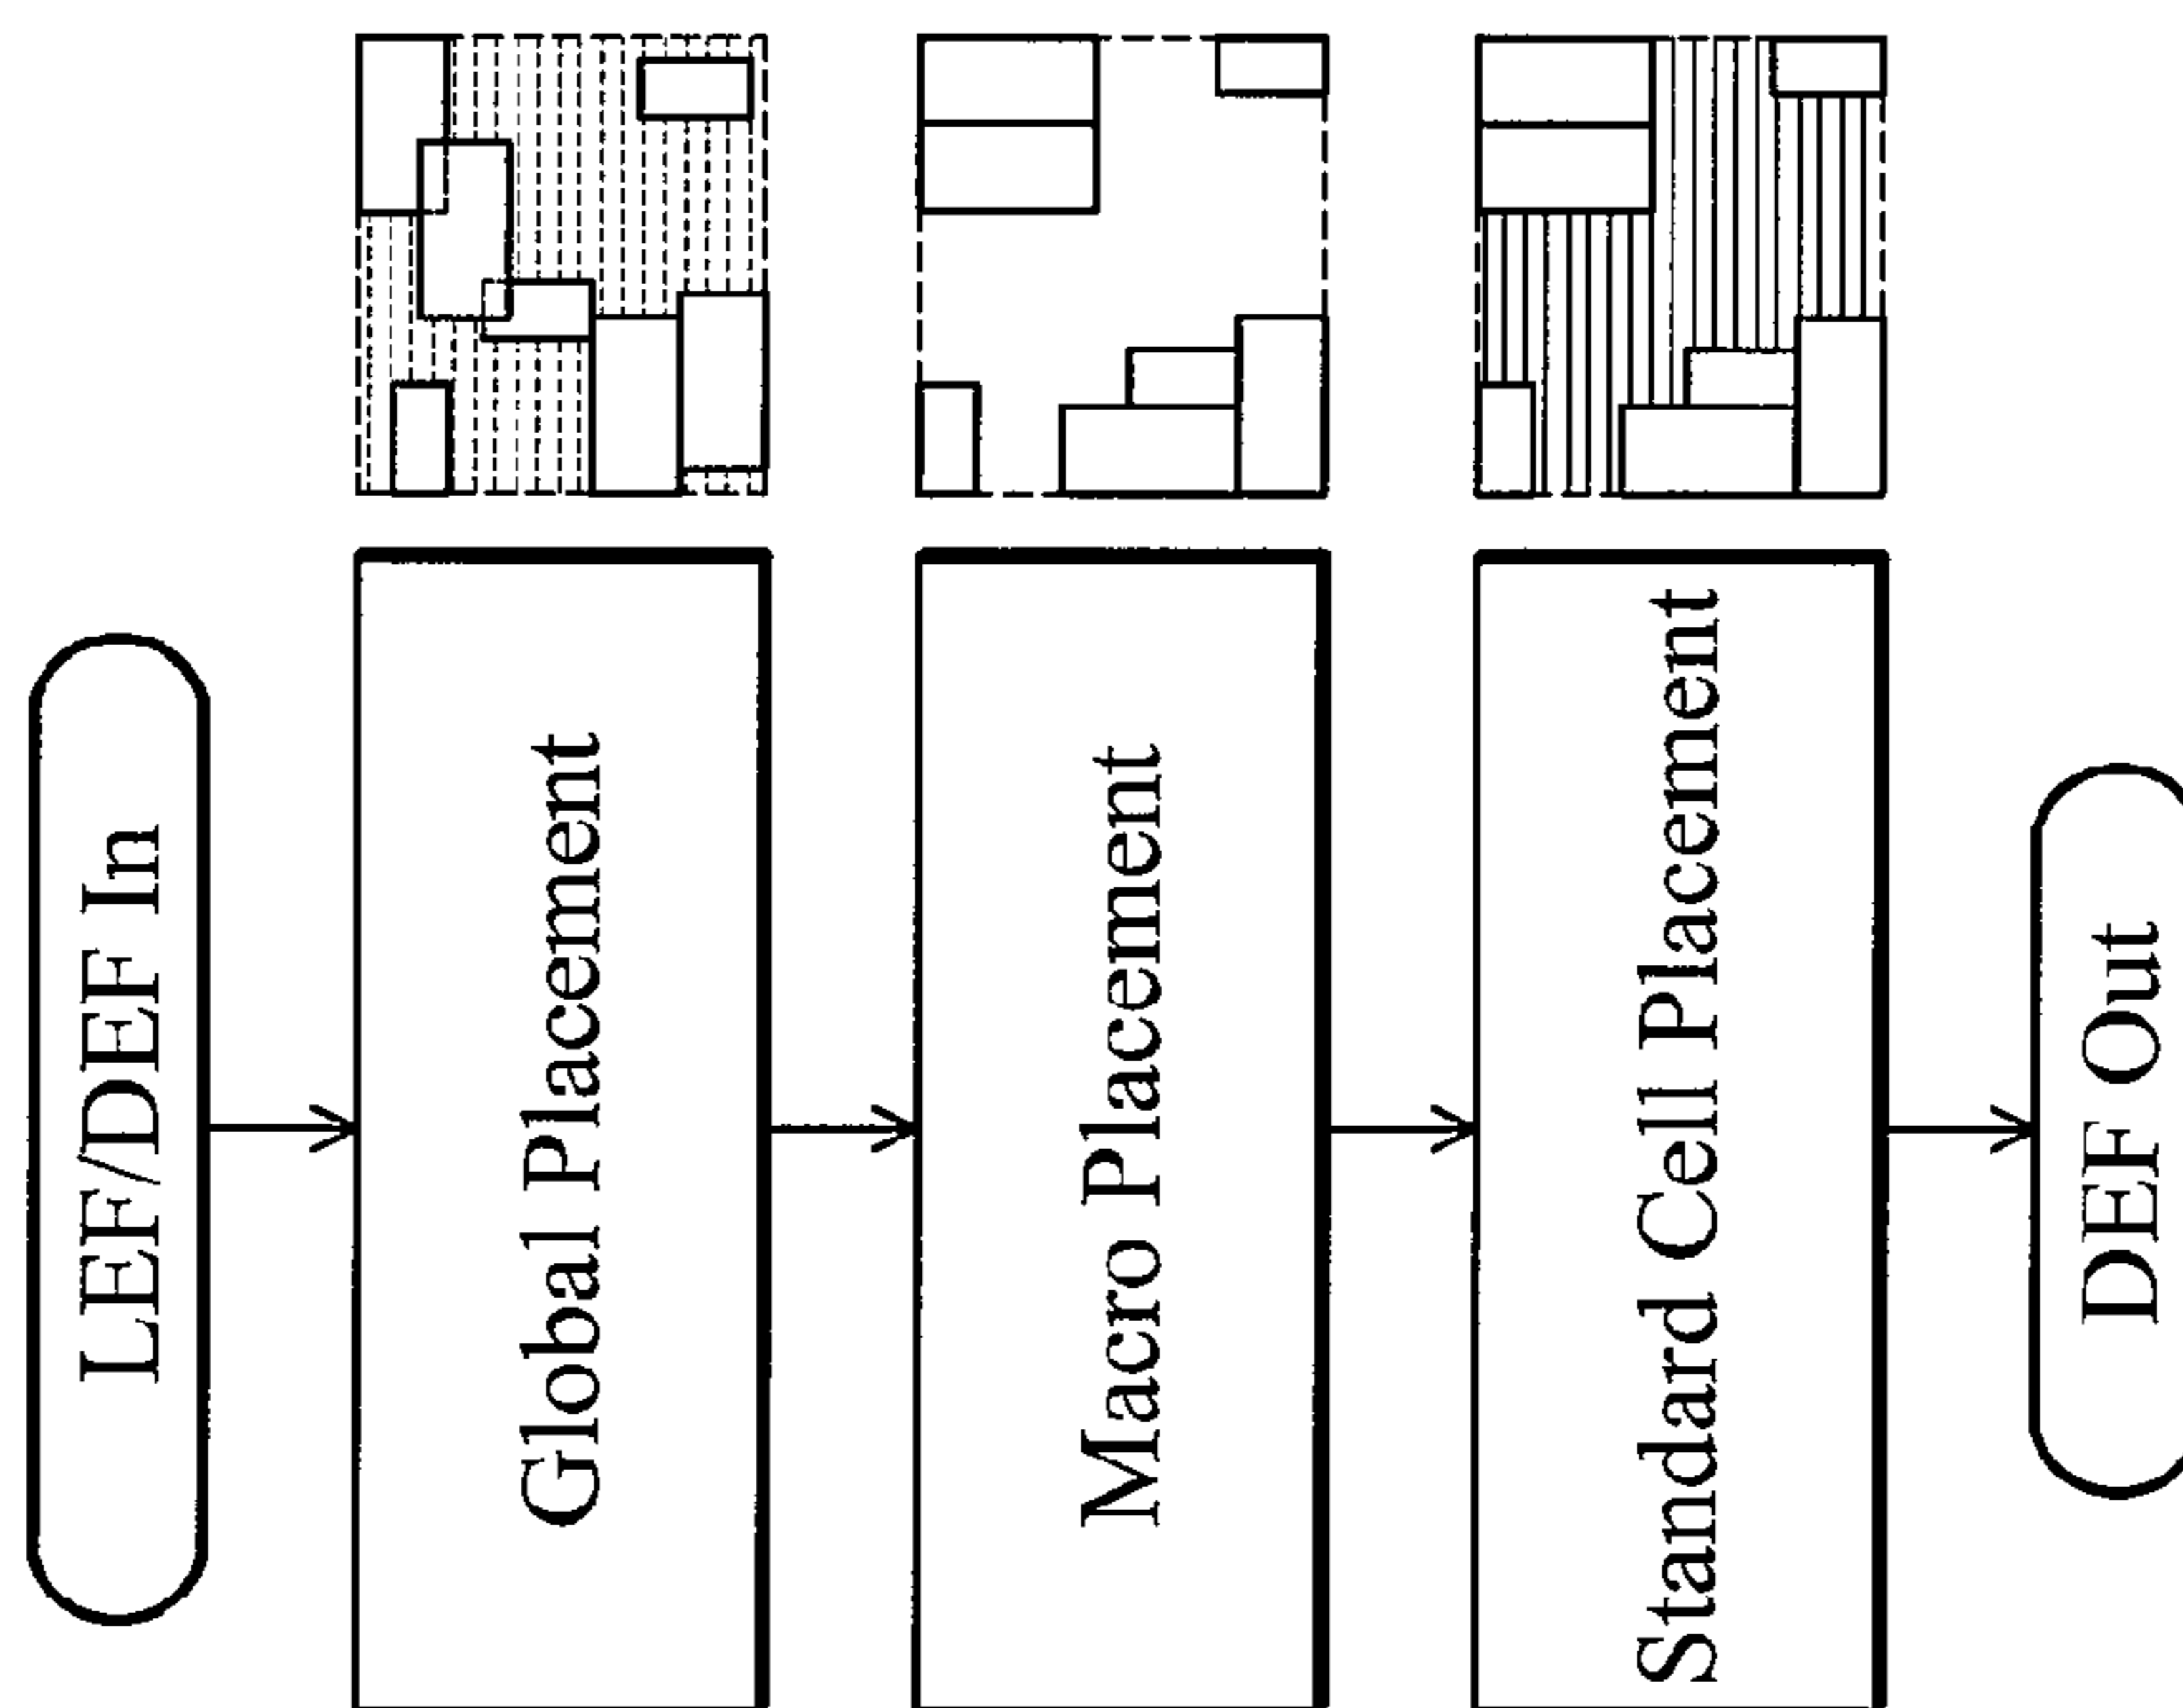 LEF/DEF In
Global Placement
Macro Placement
Standard Cell Placement
DEF Out